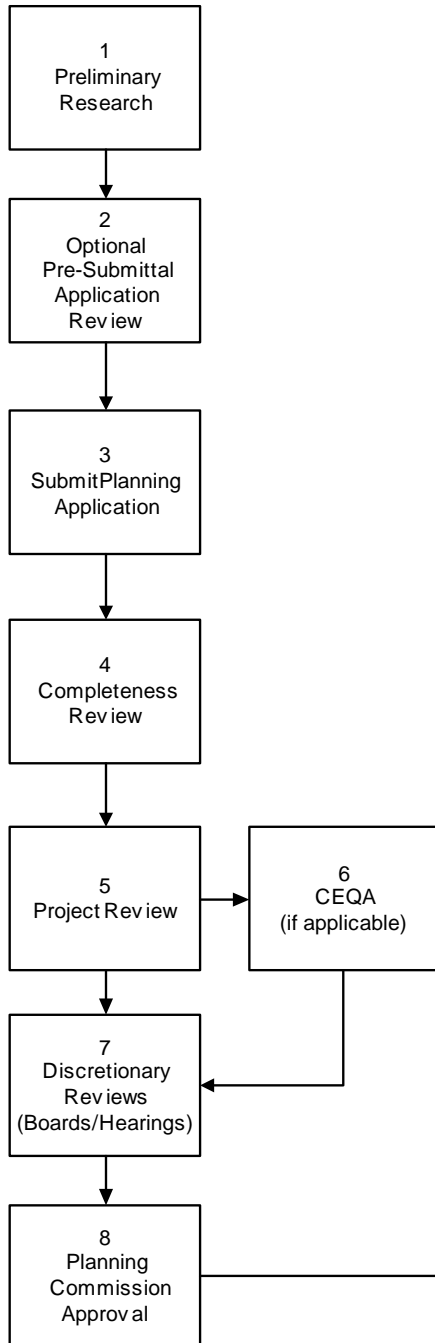 1
Preliminary
Research
2
Optional
Pre-Submittal
Application
Review
3
SubmitPlanning
Application
4
Completeness
Review
5
Project Review
6
CEQA
(if applicable)
7
Discretionary
Reviews
(Boards/Hearings)
8
Planning
Commission
Approval